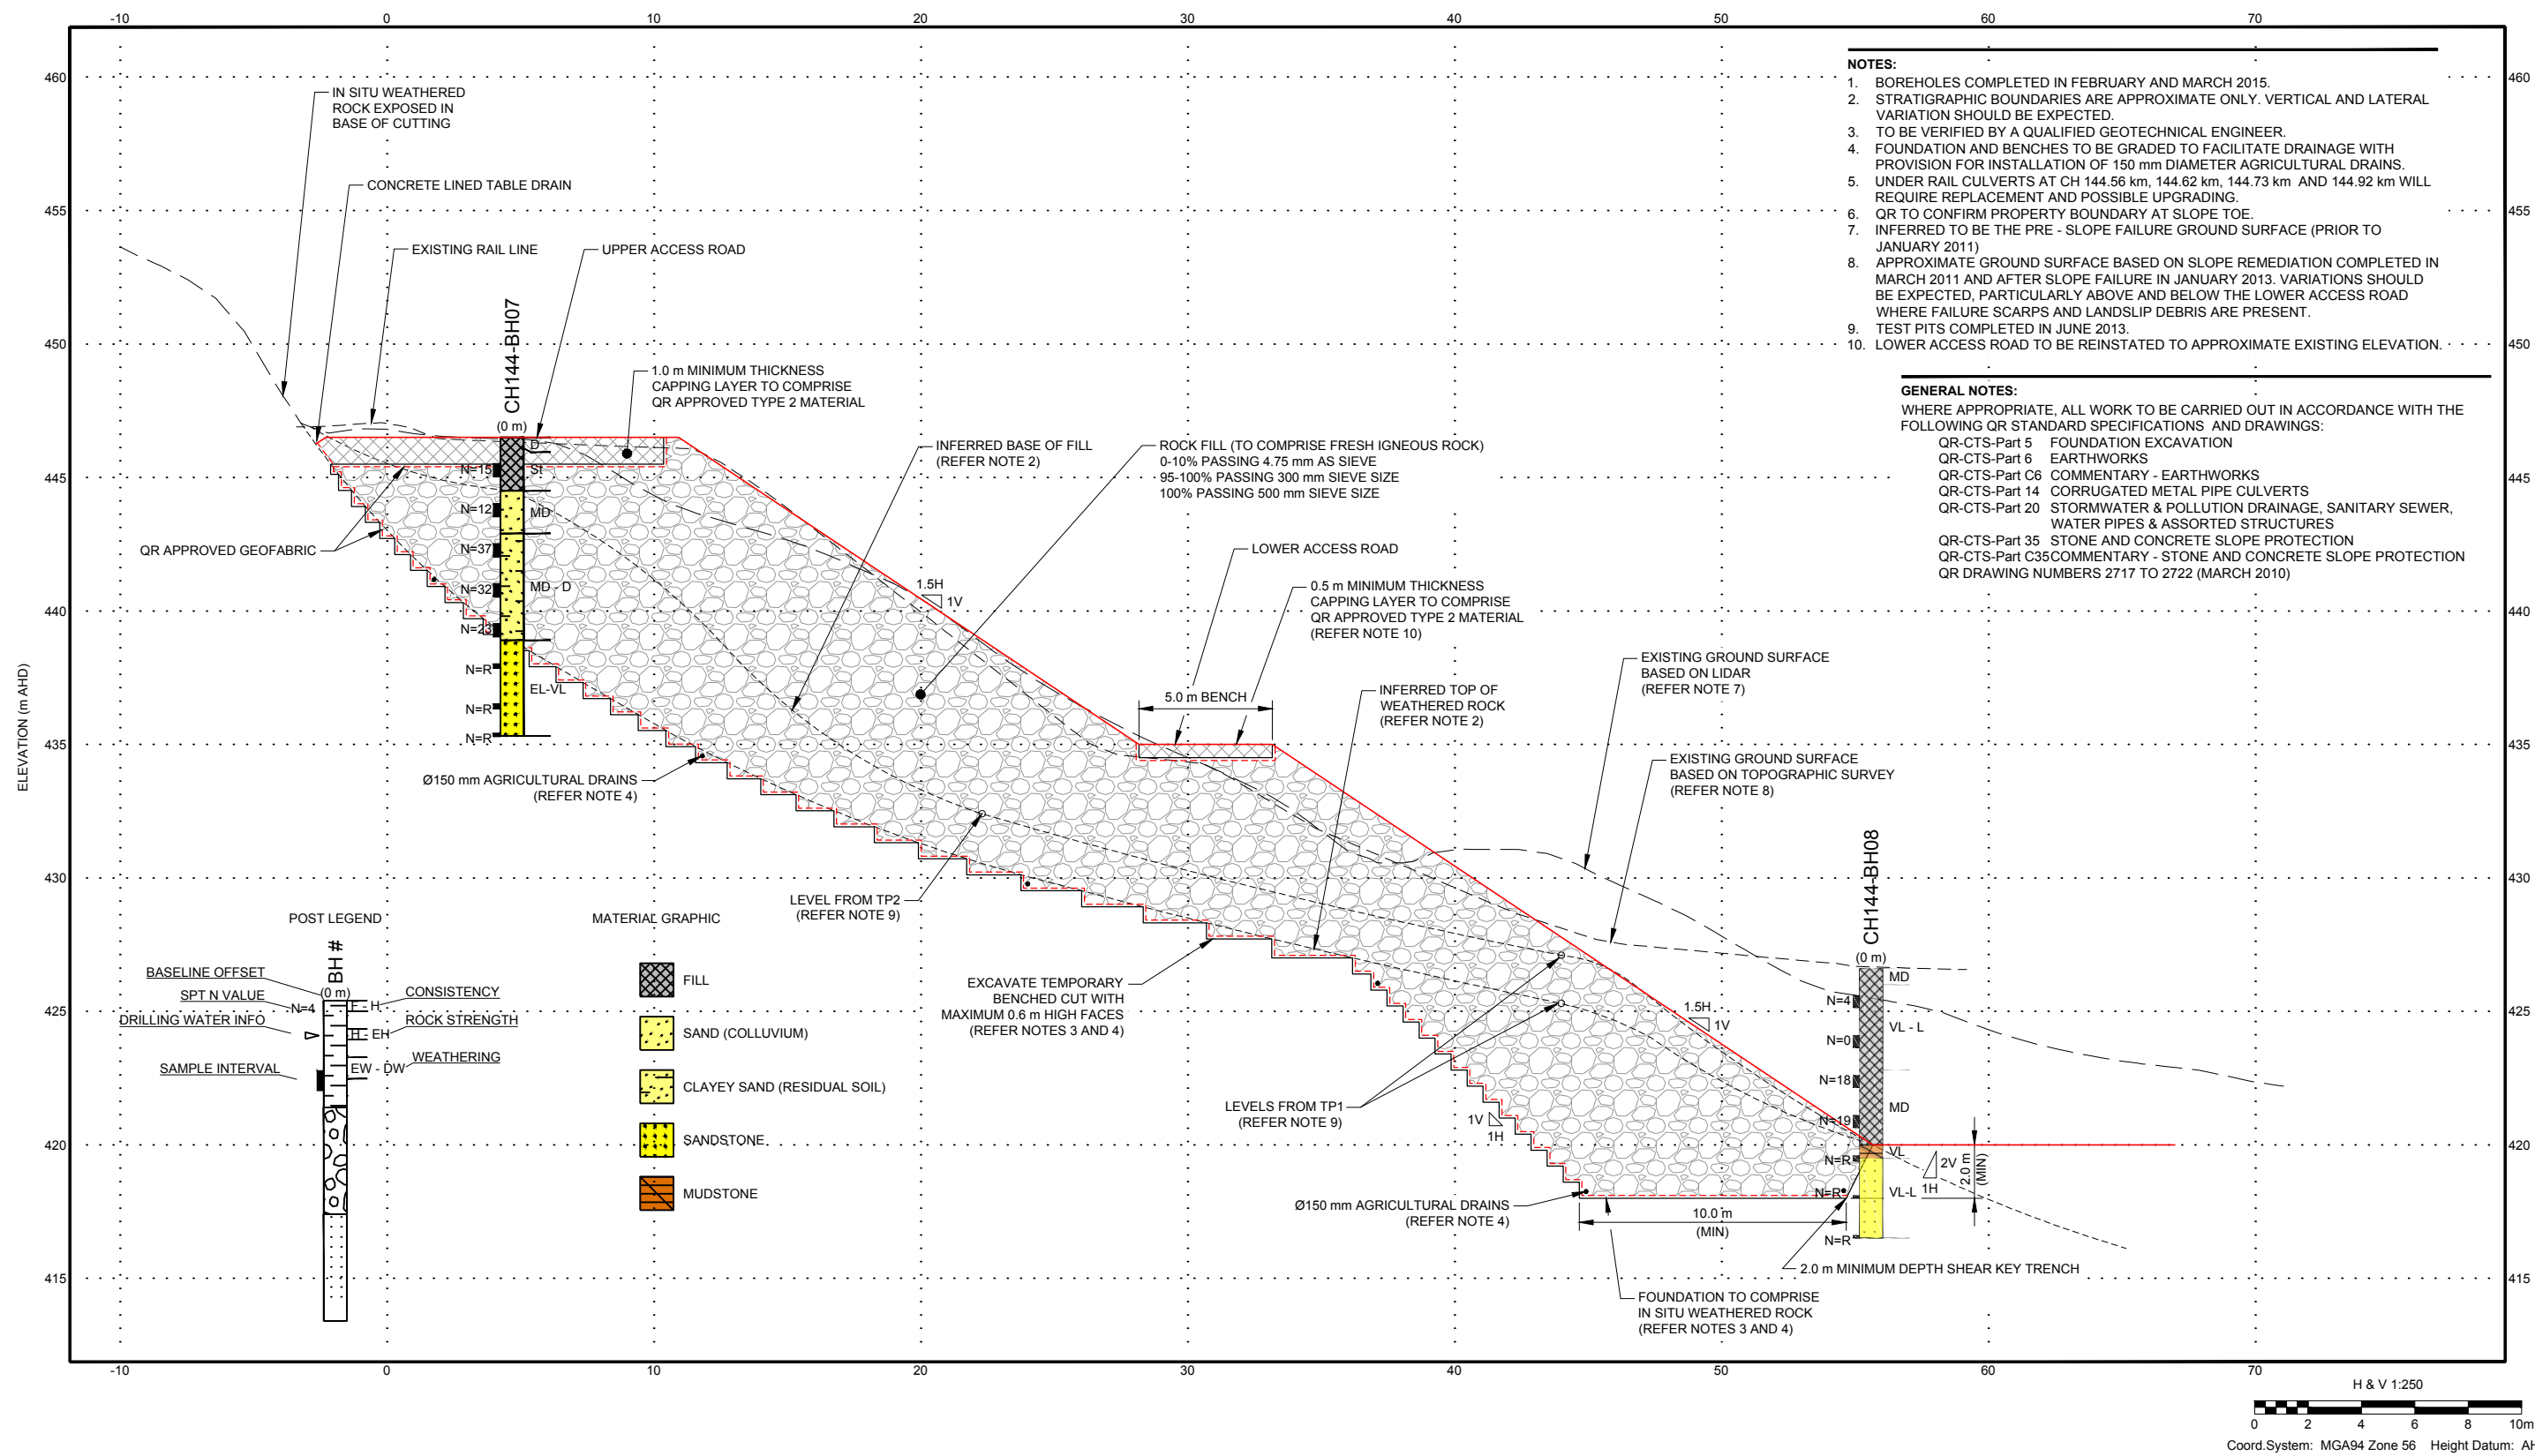 -10 0 10 20 30 40 50 60 70
460 460
455 455
450 450
445 445
440 440
435 435
430 430
425 425
420 420
415 415
ELEVATION (m AHD)
IN SITU WEATHERED
ROCK EXPOSED IN
BASE OF CUTTING
CONCRETE LINED TABLE DRAIN
EXISTING RAIL LINE
UPPER ACCESS ROAD
CH144-BH07
(0 m)
D
N=15 St
N=12 MD
N=37
N=32 MD - D
N=23
N=R
EL-VL
N=R
N=R
1.0 m MINIMUM THICKNESS
CAPPING LAYER TO COMPRISE
QR APPROVED TYPE 2 MATERIAL
INFERRED BASE OF FILL
(REFER NOTE 2)
ROCK FILL (TO COMPRISE FRESH IGNEOUS ROCK)
0-10% PASSING 4.75 mm AS SIEVE
95-100% PASSING 300 mm SIEVE SIZE
100% PASSING 500 mm SIEVE SIZE
QR APPROVED GEOFABRIC
1.5H
1V
LOWER ACCESS ROAD
0.5 m MINIMUM THICKNESS
CAPPING LAYER TO COMPRISE
QR APPROVED TYPE 2 MATERIAL
(REFER NOTE 10)
5.0 m BENCH
INFERRED TOP OF
WEATHERED ROCK
(REFER NOTE 2)
EXISTING GROUND SURFACE
BASED ON LIDAR
(REFER NOTE 7)
EXISTING GROUND SURFACE
BASED ON TOPOGRAPHIC SURVEY
(REFER NOTE 8)
Ø150 mm AGRICULTURAL DRAINS
(REFER NOTE 4)
LEVEL FROM TP2
(REFER NOTE 9)
EXCAVATE TEMPORARY
BENCHED CUT WITH
MAXIMUM 0.6 m HIGH FACES
(REFER NOTES 3 AND 4)
LEVELS FROM TP1
(REFER NOTE 9)
1.5H
1V
1V
1H
Ø150 mm AGRICULTURAL DRAINS
(REFER NOTE 4)
10.0 m
(MIN)
FOUNDATION TO COMPRISE
IN SITU WEATHERED ROCK
(REFER NOTES 3 AND 4)
2.0 m MINIMUM DEPTH SHEAR KEY TRENCH
CH144-BH08
(0 m)
MD
N=4
VL - L
N=0
N=18
MD
N=19
VL
N=R
N=R VL-L
N=R
2V
1H
2.0 m
(MIN)
POST LEGEND
BH #
BASELINE OFFSET
(0 m)
SPT N VALUE
N=4
F - H CONSISTENCY
DRILLING WATER INFO
H - EH ROCK STRENGTH
SAMPLE INTERVAL
EW - DW WEATHERING
MATERIAL GRAPHIC
FILL
SAND (COLLUVIUM)
CLAYEY SAND (RESIDUAL SOIL)
SANDSTONE
MUDSTONE
NOTES:
1. BOREHOLES COMPLETED IN FEBRUARY AND MARCH 2015.
2. STRATIGRAPHIC BOUNDARIES ARE APPROXIMATE ONLY. VERTICAL AND LATERAL
VARIATION SHOULD BE EXPECTED.
3. TO BE VERIFIED BY A QUALIFIED GEOTECHNICAL ENGINEER.
4. FOUNDATION AND BENCHES TO BE GRADED TO FACILITATE DRAINAGE WITH
PROVISION FOR INSTALLATION OF 150 mm DIAMETER AGRICULTURAL DRAINS.
5. UNDER RAIL CULVERTS AT CH 144.56 km, 144.62 km, 144.73 km AND 144.92 km WILL
REQUIRE REPLACEMENT AND POSSIBLE UPGRADING.
6. QR TO CONFIRM PROPERTY BOUNDARY AT SLOPE TOE.
7. INFERRED TO BE THE PRE - SLOPE FAILURE GROUND SURFACE (PRIOR TO
JANUARY 2011)
8. APPROXIMATE GROUND SURFACE BASED ON SLOPE REMEDIATION COMPLETED IN
MARCH 2011 AND AFTER SLOPE FAILURE IN JANUARY 2013. VARIATIONS SHOULD
BE EXPECTED, PARTICULARLY ABOVE AND BELOW THE LOWER ACCESS ROAD
WHERE FAILURE SCARPS AND LANDSLIP DEBRIS ARE PRESENT.
9. TEST PITS COMPLETED IN JUNE 2013.
10. LOWER ACCESS ROAD TO BE REINSTATED TO APPROXIMATE EXISTING ELEVATION.
GENERAL NOTES:
WHERE APPROPRIATE, ALL WORK TO BE CARRIED OUT IN ACCORDANCE WITH THE
FOLLOWING QR STANDARD SPECIFICATIONS AND DRAWINGS:
QR-CTS-Part 5 FOUNDATION EXCAVATION
QR-CTS-Part 6 EARTHWORKS
QR-CTS-Part C6 COMMENTARY - EARTHWORKS
QR-CTS-Part 14 CORRUGATED METAL PIPE CULVERTS
QR-CTS-Part 20 STORMWATER & POLLUTION DRAINAGE, SANITARY SEWER,
WATER PIPES & ASSORTED STRUCTURES
QR-CTS-Part 35 STONE AND CONCRETE SLOPE PROTECTION
QR-CTS-Part C35COMMENTARY - STONE AND CONCRETE SLOPE PROTECTION
QR DRAWING NUMBERS 2717 TO 2722 (MARCH 2010)
-10 0 10 20 30 40 50 60 70
H & V 1:250
0 2 4 6 8 10m
Coord.System: MGA94 Zone 56 Height Datum: